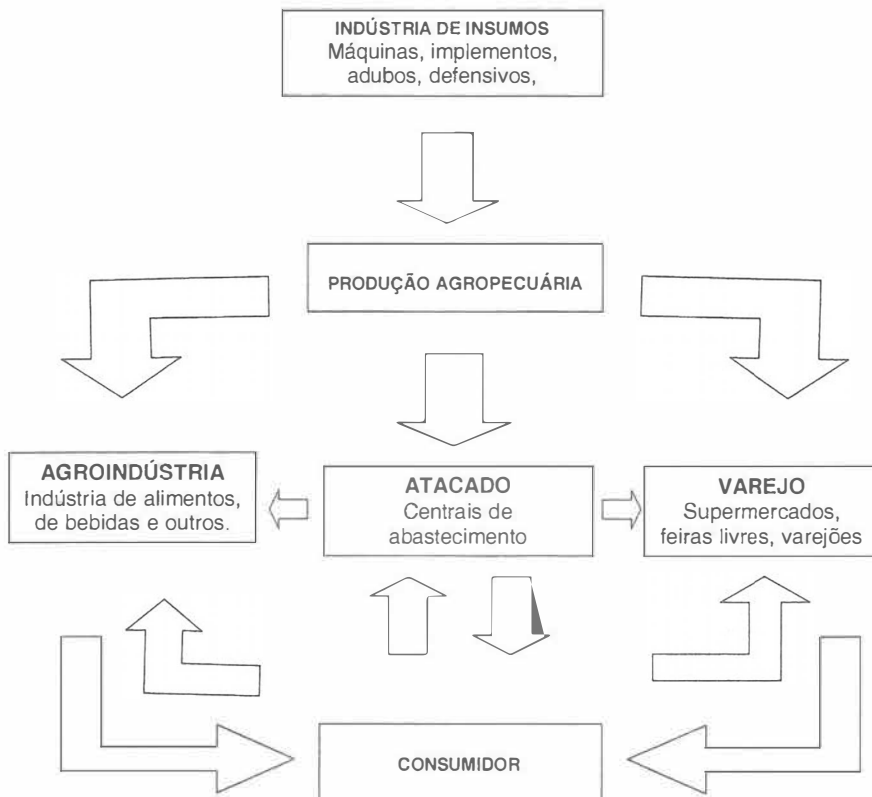 INDÚSTRIA DE INSUMOS
Máquinas, implementos,
adubos, defensivos,
PRODUÇÃO AGROPECUÁRIA
AGROINDÚSTRIA
Indústria de alimentos,
de bebidas e outros.
ATACADO
Centrais de
abastecimento
VAREJO
Supermercados,
feiras livres, varejões
CONSUMIDOR